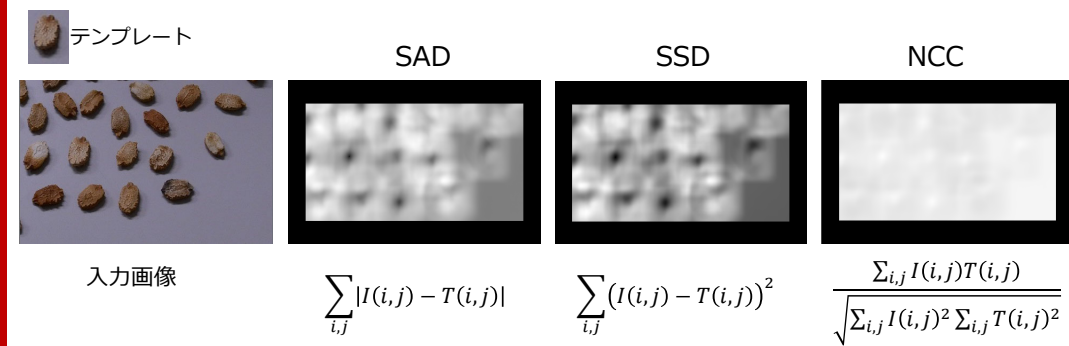 テンプレート
SAD
SSD
NCC
入力画像
∑_{i,j} |I(i,j) − T(i,j)|
∑_{i,j} (I(i,j) − T(i,j))^2
∑_{i,j} I(i,j)T(i,j) / √(∑_{i,j} I(i,j)^2 ∑_{i,j} T(i,j)^2)